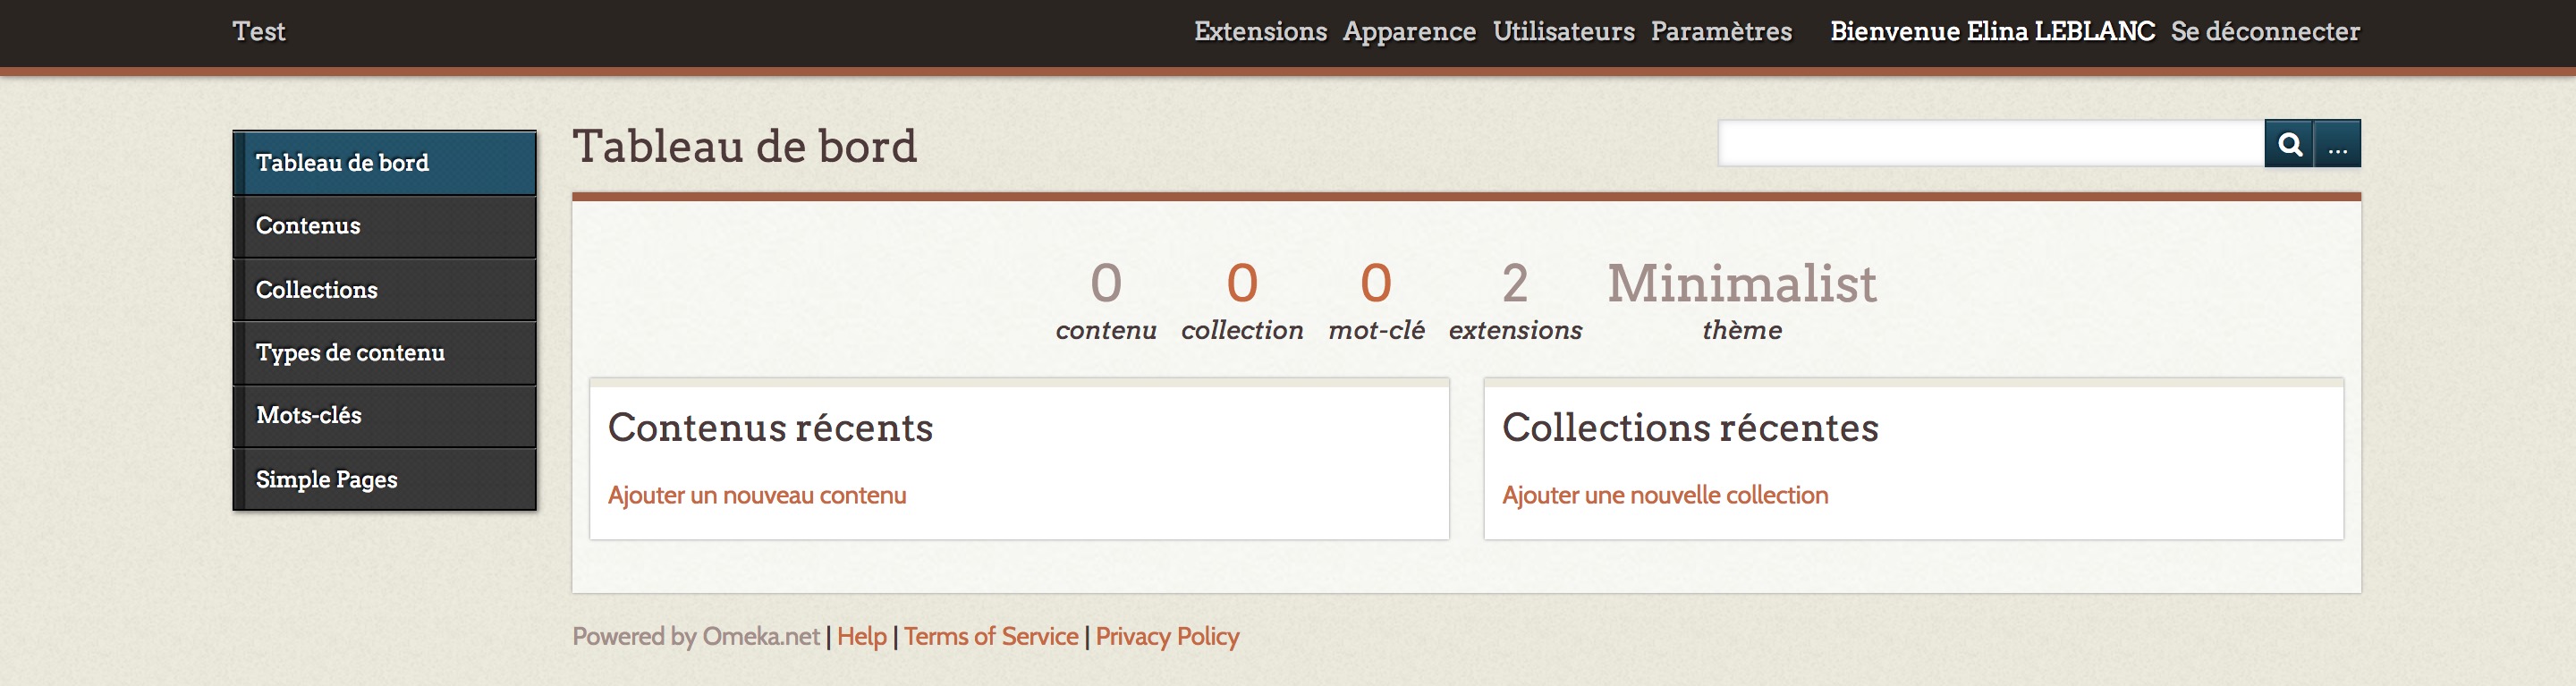 Test
Extensions Apparence Utilisateurs Paramètres Bienvenue Elina LEBLANC Se déconnecter
Tableau de bord
Contenus
Collections
Types de contenu
Mots-clés
Simple Pages
Tableau de bord
...
0 0 0 2 Minimalist
contenu collection mot-clé extensions thème
Contenus récents
Ajouter un nouveau contenu
Collections récentes
Ajouter une nouvelle collection
Powered by Omeka.net | Help | Terms of Service | Privacy Policy